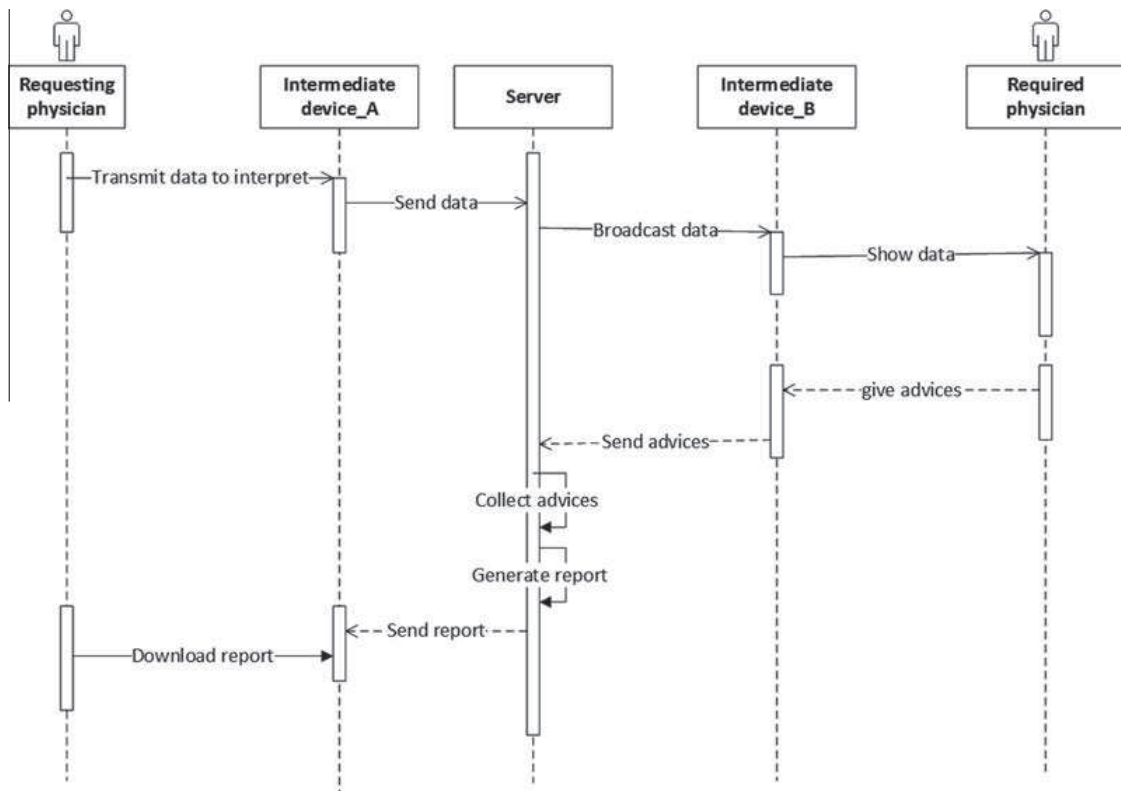 Requesting
physician
Intermediate
device_A
Server
Intermediate
device_B
Required
physician
Transmit data to interpret
Send data
Broadcast data
Show data
give advices
Send advices
Collect advices
Generate report
Send report
Download report